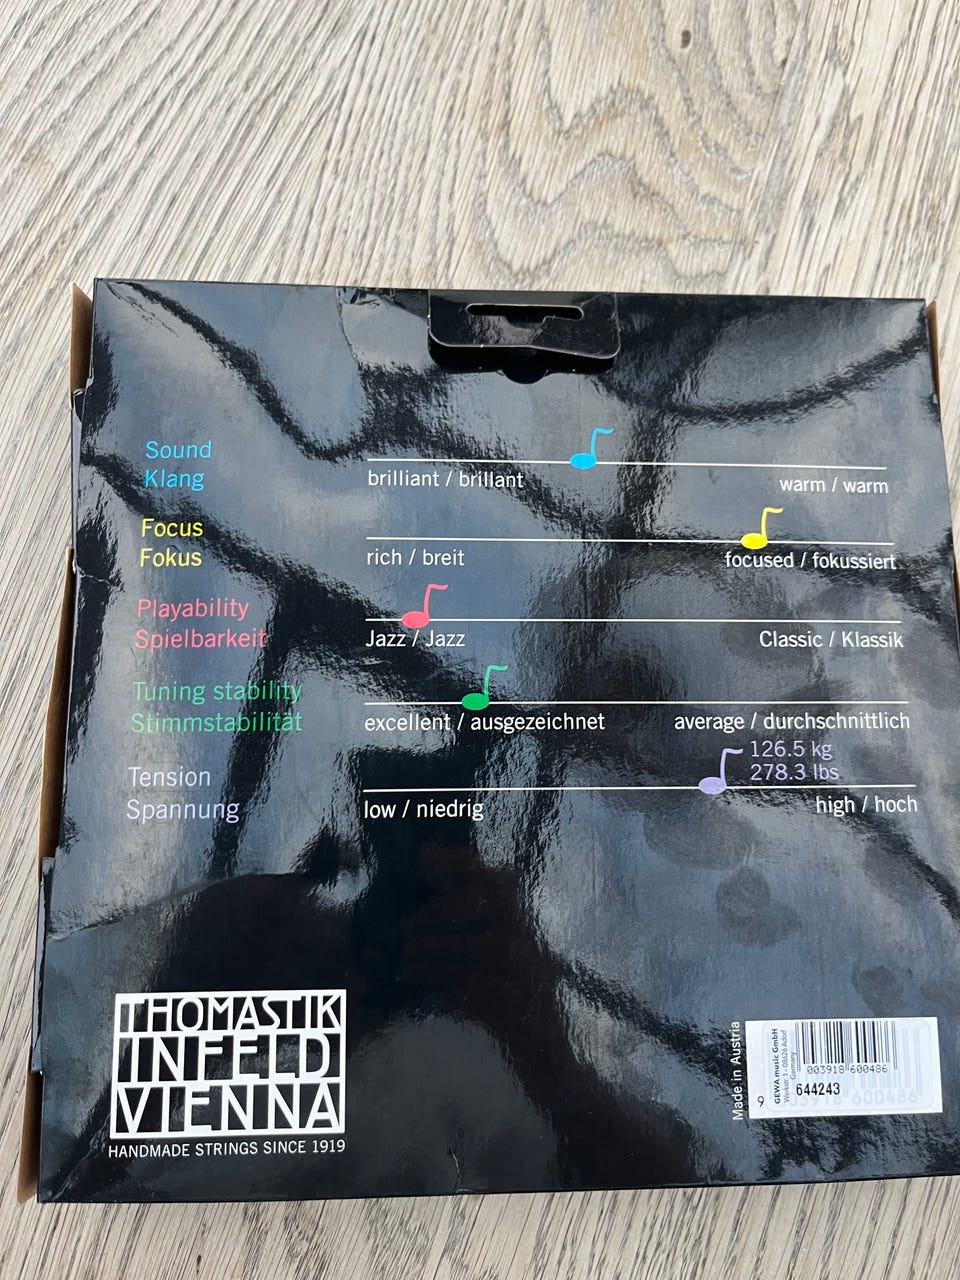 Sound
Klang
brilliant / brillant
warm / warm
Focus
Fokus
rich / breit
focused / fokussiert
Playability
Spielbarkeit
Jazz / Jazz
Classic / Klassik
Tuning stability
Stimmstabilität
excellent / ausgezeichnet
average / durchschnittlich
Tension
Spannung
126.5 kg
278.3 lbs
low / niedrig
high / hoch
THOMASTIK
INFELD
VIENNA
HANDMADE STRINGS SINCE 1919
Made in Austria
GEWA music GmbH
Germany
003918 600486
644243
9